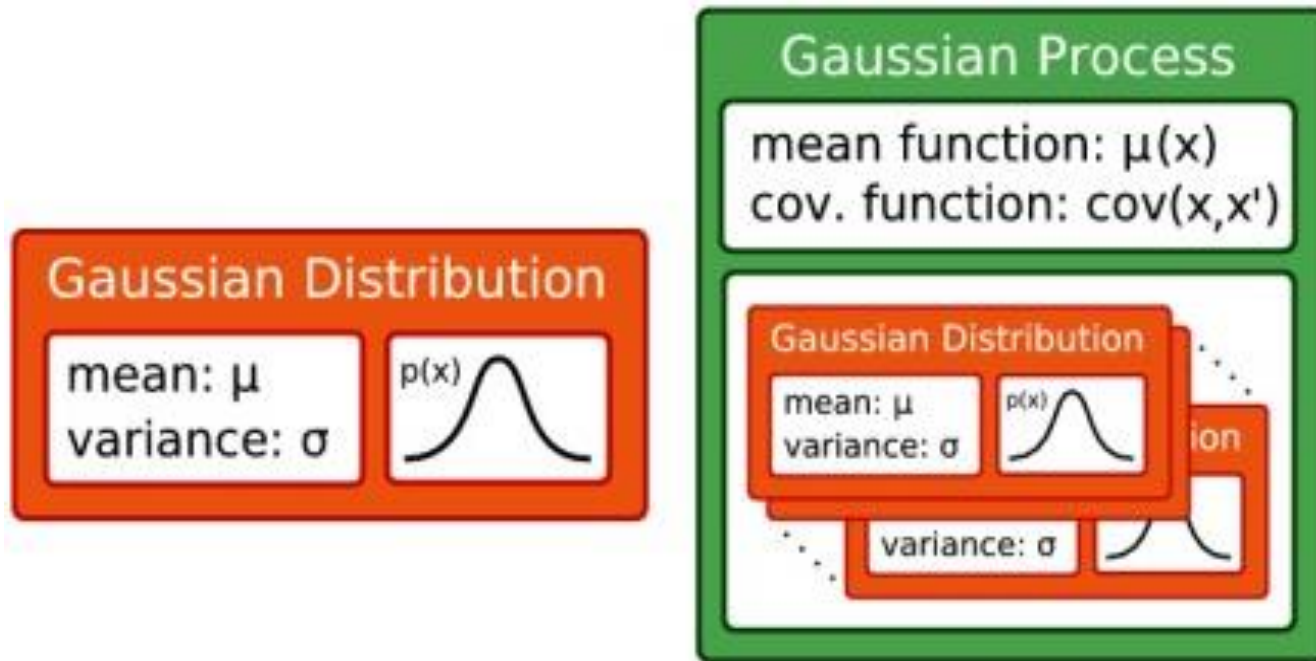 Gaussian Distribution
mean: μ
variance: σ
p(x)
Gaussian Process
mean function: μ(x)
cov. function: cov(x,x')
Gaussian Distribution
mean: μ
variance: σ
p(x)
ion
variance: σ